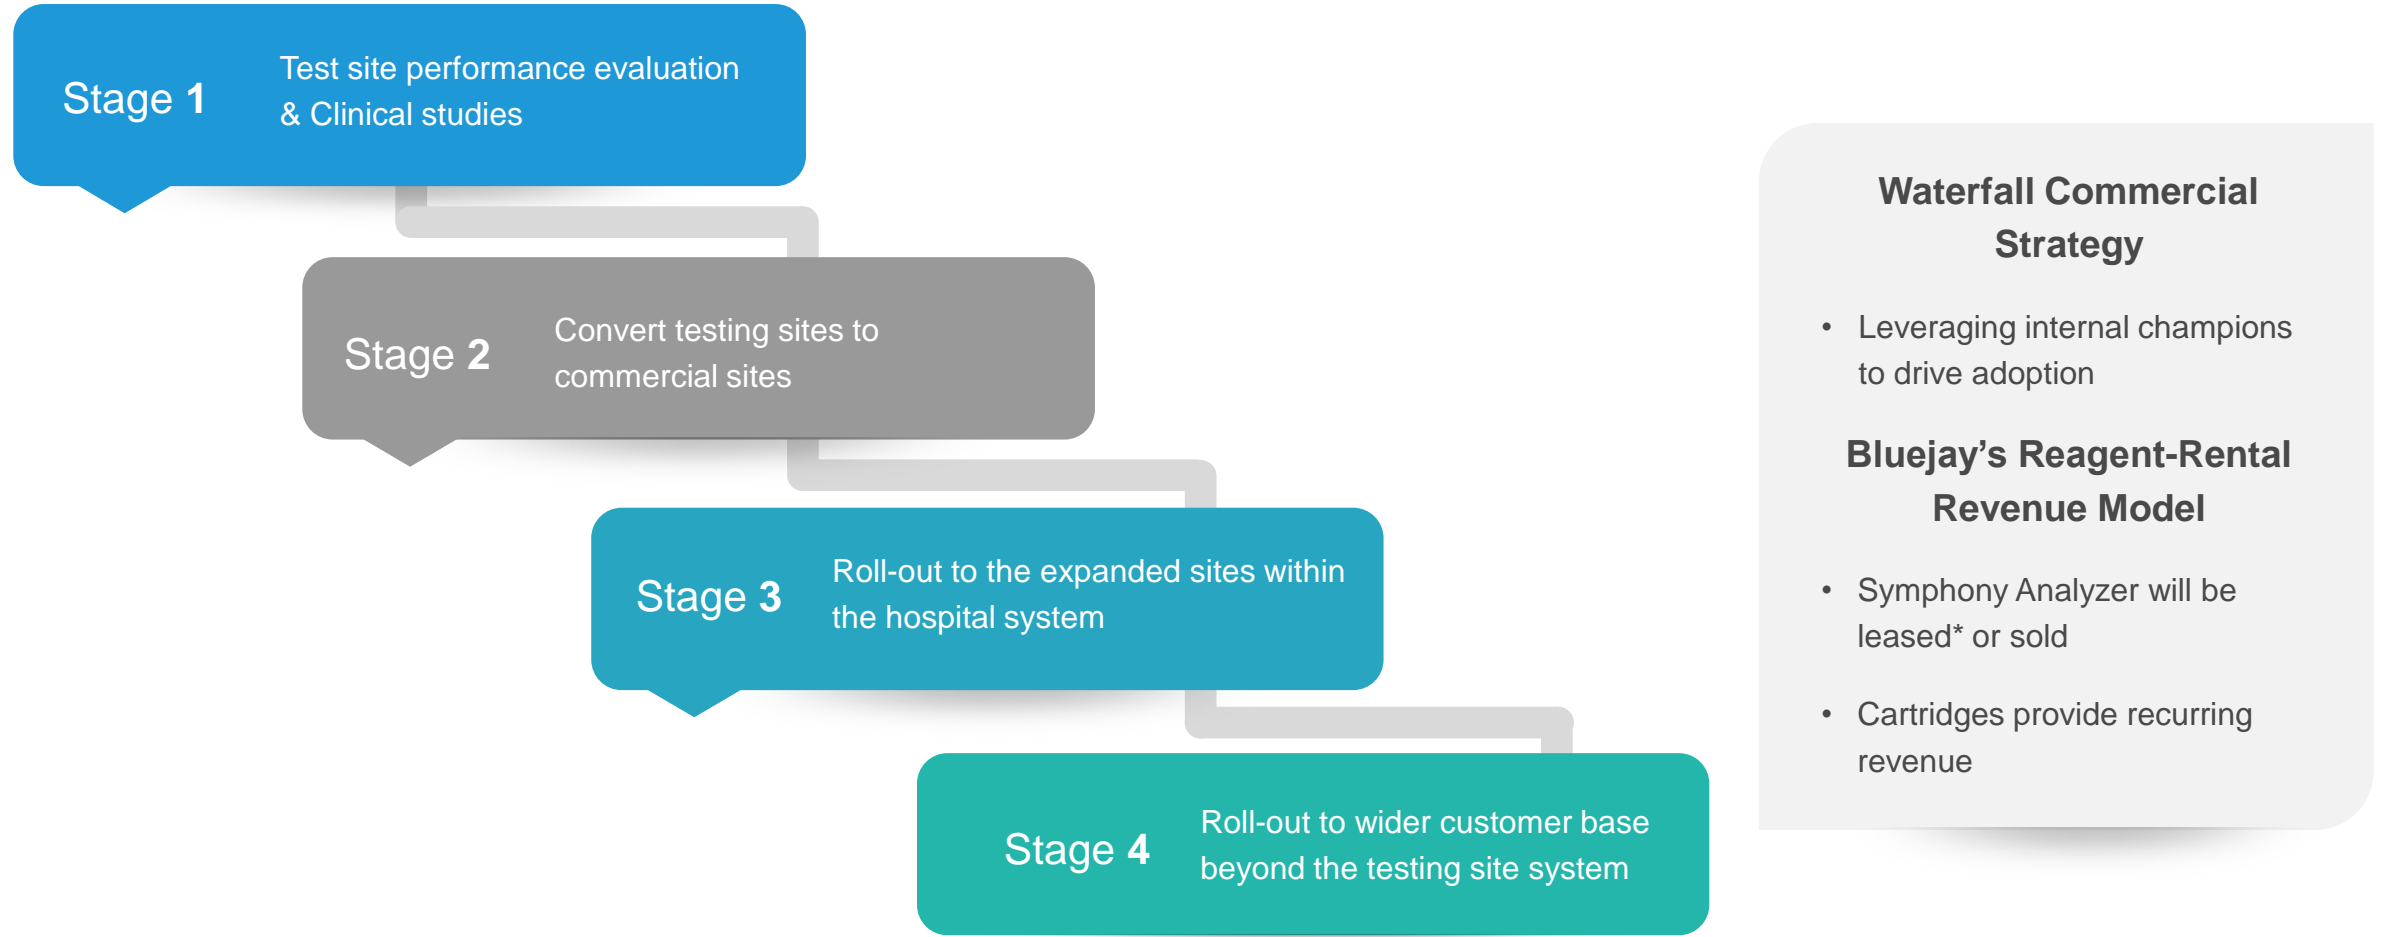 Stage 1
Test site performance evaluation
& Clinical studies
Stage 2
Convert testing sites to
commercial sites
Stage 3
Roll-out to the expanded sites within
the hospital system
Stage 4
Roll-out to wider customer base
beyond the testing site system
Waterfall Commercial
Strategy
• Leveraging internal champions
to drive adoption
Bluejay’s Reagent-Rental
Revenue Model
• Symphony Analyzer will be
leased* or sold
• Cartridges provide recurring
revenue